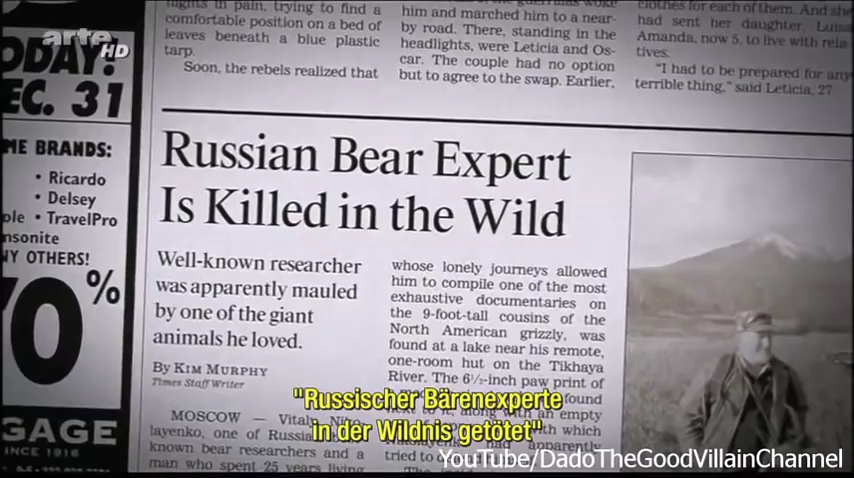 arte HD
nights in pain, trying to find a
comfortable position on a bed of
leaves beneath a blue plastic
tarp.
Soon, the rebels realized that
him and marched him to a near-
by road. There, standing in the
headlights, were Leticia and Os-
car. The couple had no option
but to agree to the swap. Earlier,
clothes for each of them. And she
had sent her daughter, Luisa
Amanda, now 5, to live with rela-
tives.
"I had to be prepared for any
terrible thing," said Leticia, 27
ODAY!
EC. 31
ME BRANDS:
• Ricardo
• Delsey
• TravelPro
nsonite
NY OTHERS!
70%
GAGE
INCE 1916
Russian Bear Expert
Is Killed in the Wild
Well-known researcher
was apparently mauled
by one of the giant
animals he loved.
By KIM MURPHY
Times Staff Writer
MOSCOW —
layenko, one of
known bear researchers and a
man who spent 25 years living
whose lonely journeys allowed
him to compile one of the most
exhaustive documentaries on
the 9-foot-tall cousins of the
North American grizzly, was
found at a lake near his remote,
one-room hut on the Tikhaya
River. The 6½-inch paw print of
found
along with an empty
with which
apparently
tried to
"Russischer Bärenexperte
in der Wildnis getötet"
YouTube/DadoTheGoodVillainChannel